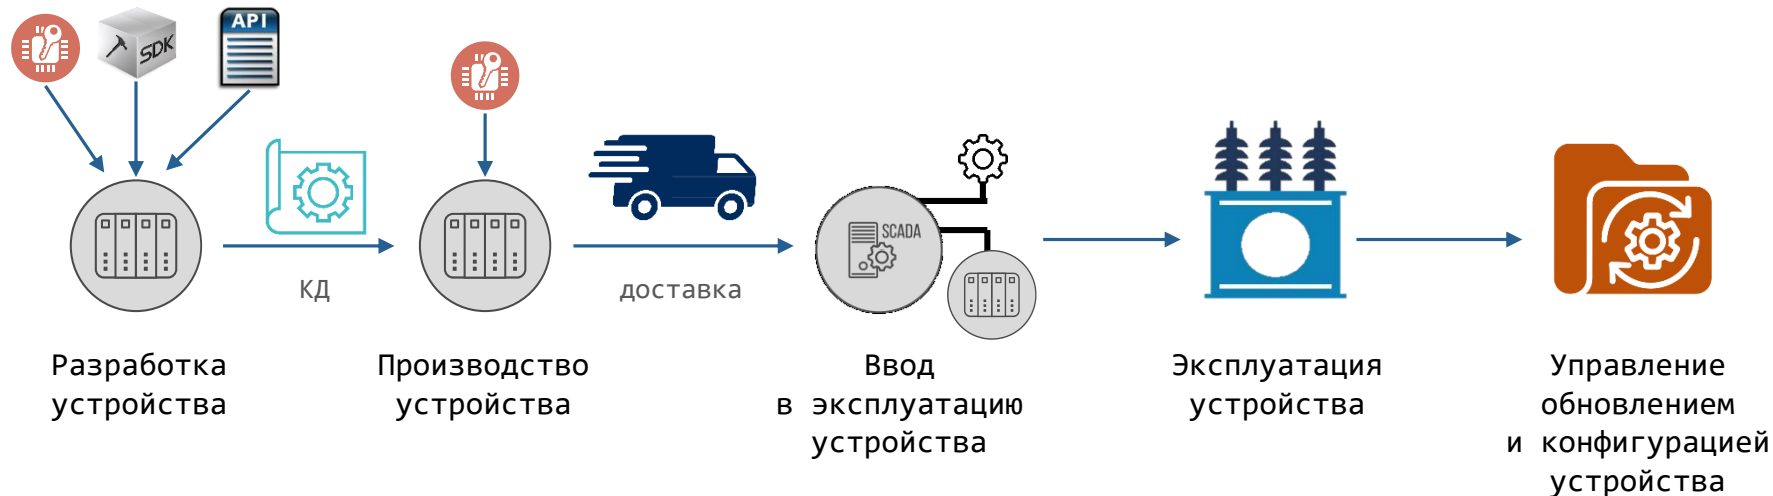 SDK
API
КД
доставка
SCADA
Разработка
устройства
Производство
устройства
Ввод
в эксплуатацию
устройства
Эксплуатация
устройства
Управление
обновлением
и конфигурацией
устройства